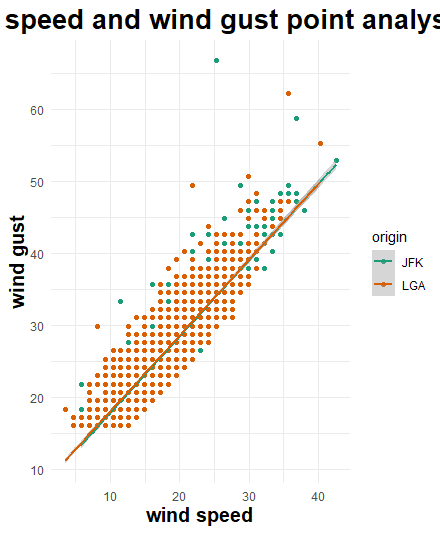 speed and wind gust point analys
wind gust
60
50
40
30
20
10
10 20 30 40
wind speed
origin
JFK
LGA